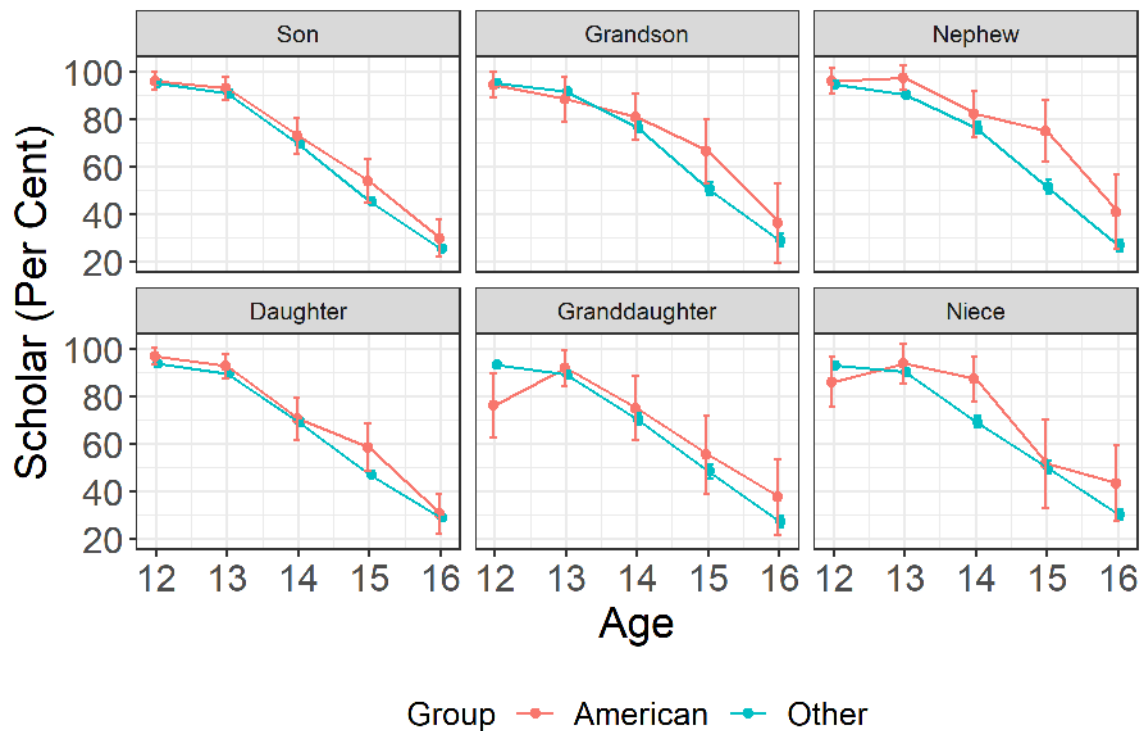 Son Grandson Nephew
100
80
60
40
20
Daughter Granddaughter Niece
100
80
60
40
20
12 13 14 15 16 12 13 14 15 16 12 13 14 15 16
Scholar (Per Cent)
Age
Group American Other